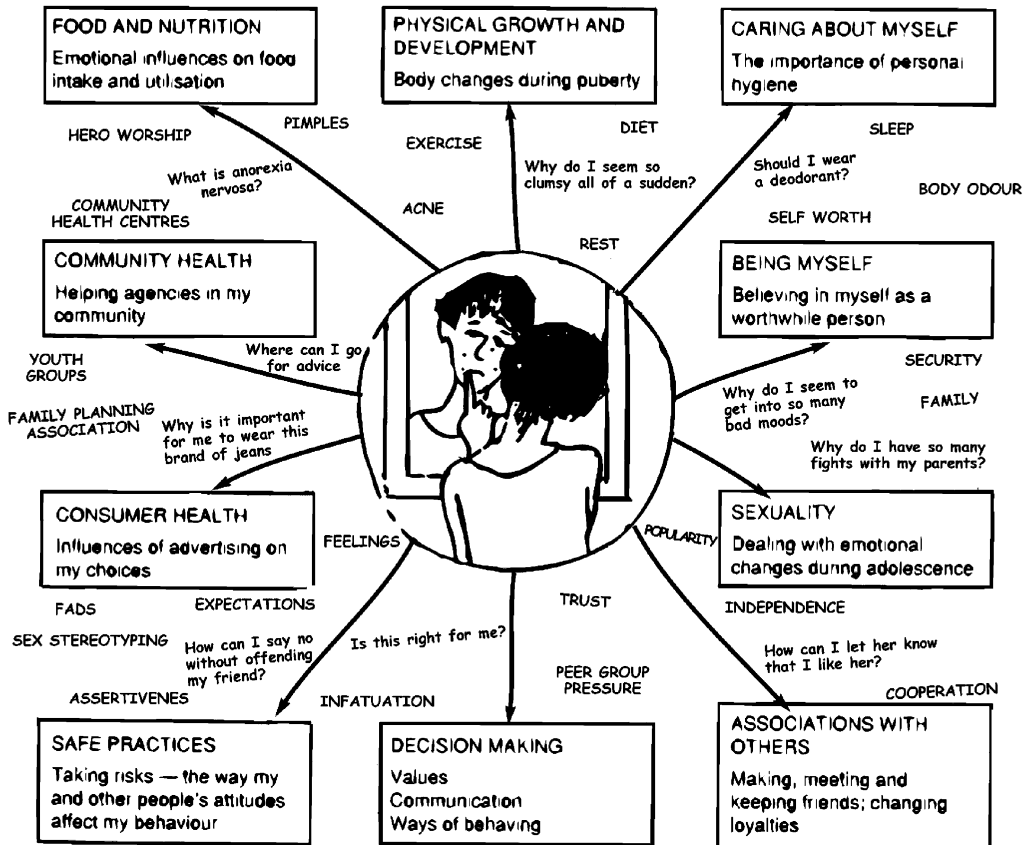 FOOD AND NUTRITION
Emotional influences on food
intake and utilisation
PHYSICAL GROWTH AND
DEVELOPMENT
Body changes during puberty
CARING ABOUT MYSELF
The importance of personal
hygiene
HERO WORSHIP
PIMPLES
EXERCISE
DIET
SLEEP
What is anorexia
nervosa?
Why do I seem so
clumsy all of a sudden?
Should I wear
a deodorant?
BODY ODOUR
COMMUNITY
HEALTH CENTRES
ACNE
REST
SELF WORTH
COMMUNITY HEALTH
Helping agencies in my
community
BEING MYSELF
Believing in myself as a
worthwhile person
YOUTH
GROUPS
Where can I go
for advice
SECURITY
FAMILY PLANNING
ASSOCIATION
Why is it important
for me to wear this
brand of jeans
Why do I seem to
get into so many
bad moods?
FAMILY
Why do I have so many
fights with my parents?
CONSUMER HEALTH
Influences of advertising on
my choices
FEELINGS
POPULARITY
SEXUALITY
Dealing with emotional
changes during adolescence
FADS
EXPECTATIONS
TRUST
INDEPENDENCE
SEX STEREOTYPING
How can I say no
without offending
my friend?
Is this right for me?
How can I let her know
that I like her?
ASSERTIVENES
INFATUATION
PEER GROUP
PRESSURE
COOPERATION
SAFE PRACTICES
Taking risks — the way my
and other people's attitudes
affect my behaviour
DECISION MAKING
Values
Communication
Ways of behaving
ASSOCIATIONS WITH
OTHERS
Making, meeting and
keeping friends; changing
loyalties